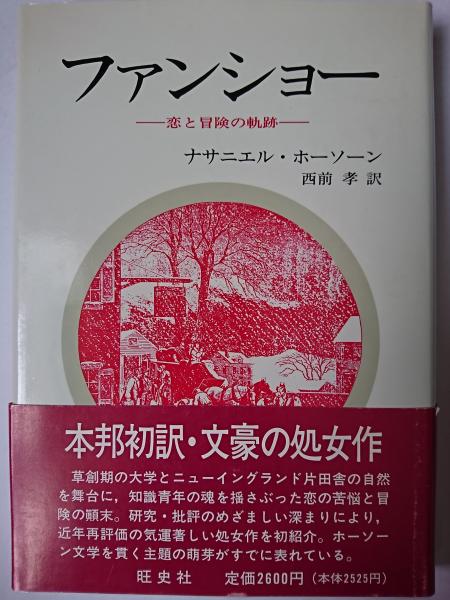 ファンショー
―恋と冒険の軌跡―
ナサニエル・ホーソーン
西前 孝 訳
本邦初訳・文豪の処女作
草創期の大学とニューイングランド片田舎の自然
を舞台に，知識青年の魂を揺さぶった恋の苦悩と冒
険の顚末。研究・批評のめざましい深まりにより，
近年再評価の気運著しい処女作を初紹介。ホーソー
ン文学を貫く主題の萌芽がすでに表れている。
旺史社 定価2600円（本体2525円）